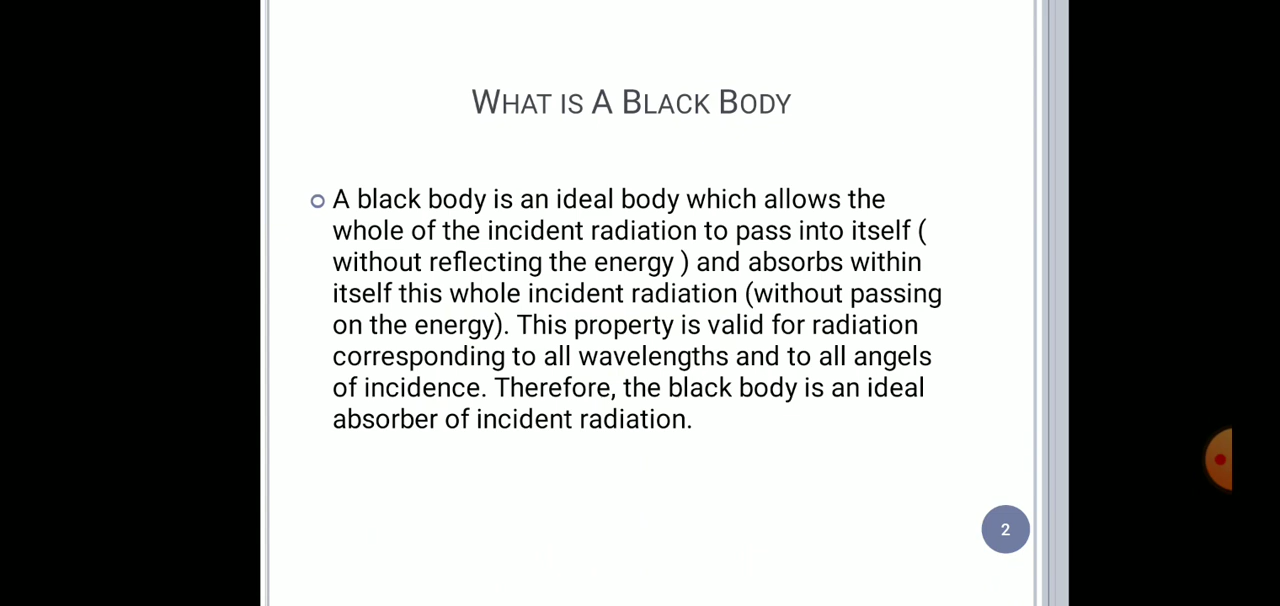 WHAT IS A BLACK BODY
A black body is an ideal body which allows the
whole of the incident radiation to pass into itself (
without reflecting the energy ) and absorbs within
itself this whole incident radiation (without passing
on the energy). This property is valid for radiation
corresponding to all wavelengths and to all angels
of incidence. Therefore, the black body is an ideal
absorber of incident radiation.
2